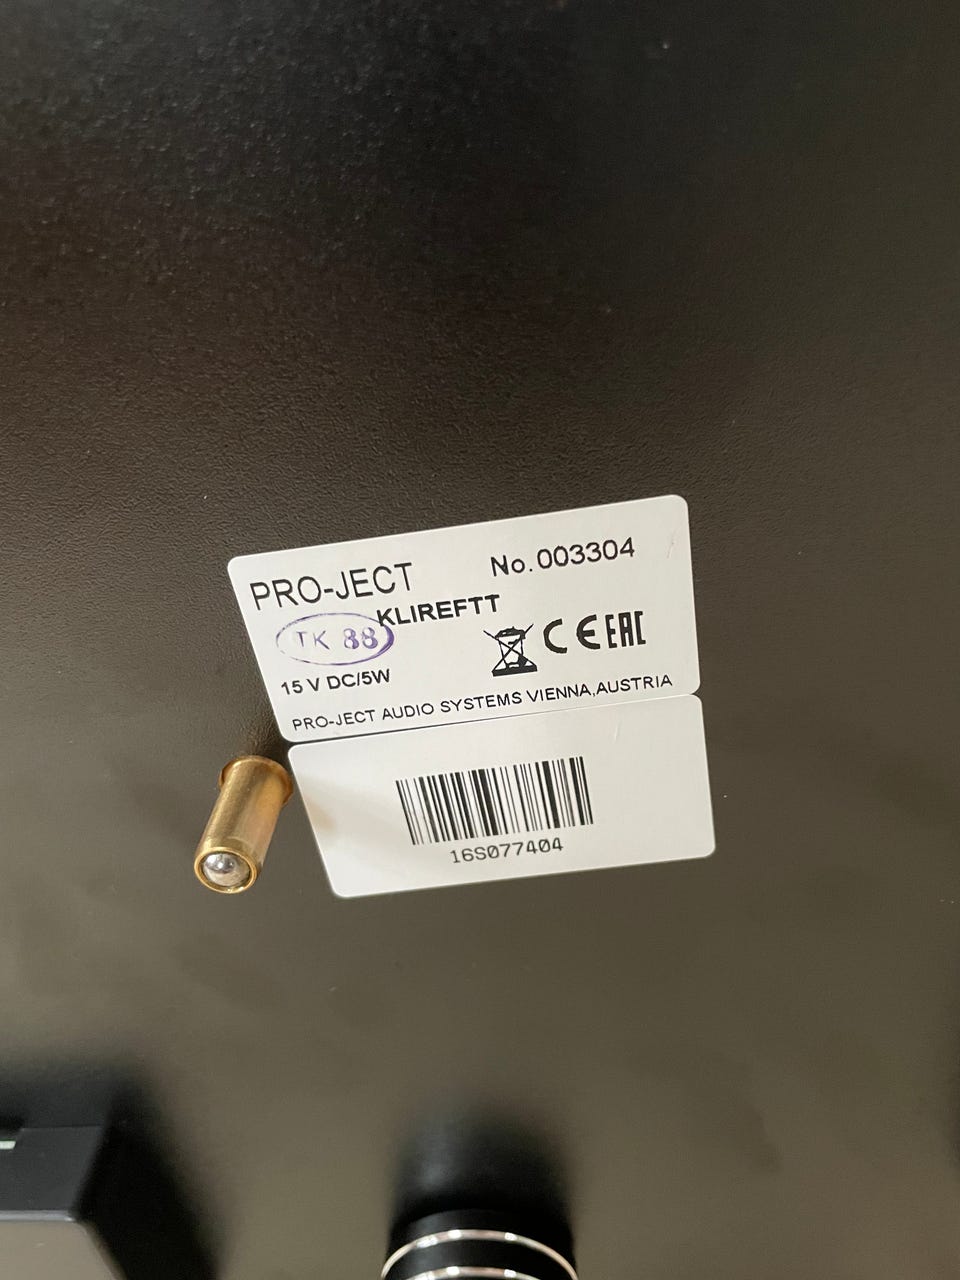 PRO-JECT No.003304
KLIREFTT
TK 88
CE EAC
15 V DC/5W
PRO-JECT AUDIO SYSTEMS VIENNA,AUSTRIA
16S077404